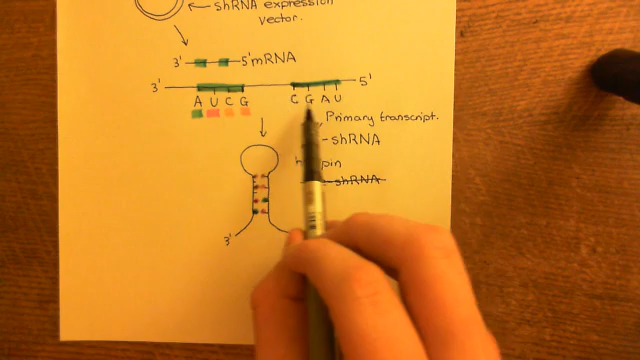 shRNA expression
vector.
3' 5' mRNA
3' 5'
A U C G C G A U
Primary transcript.
-shRNA
-shRNA
3'